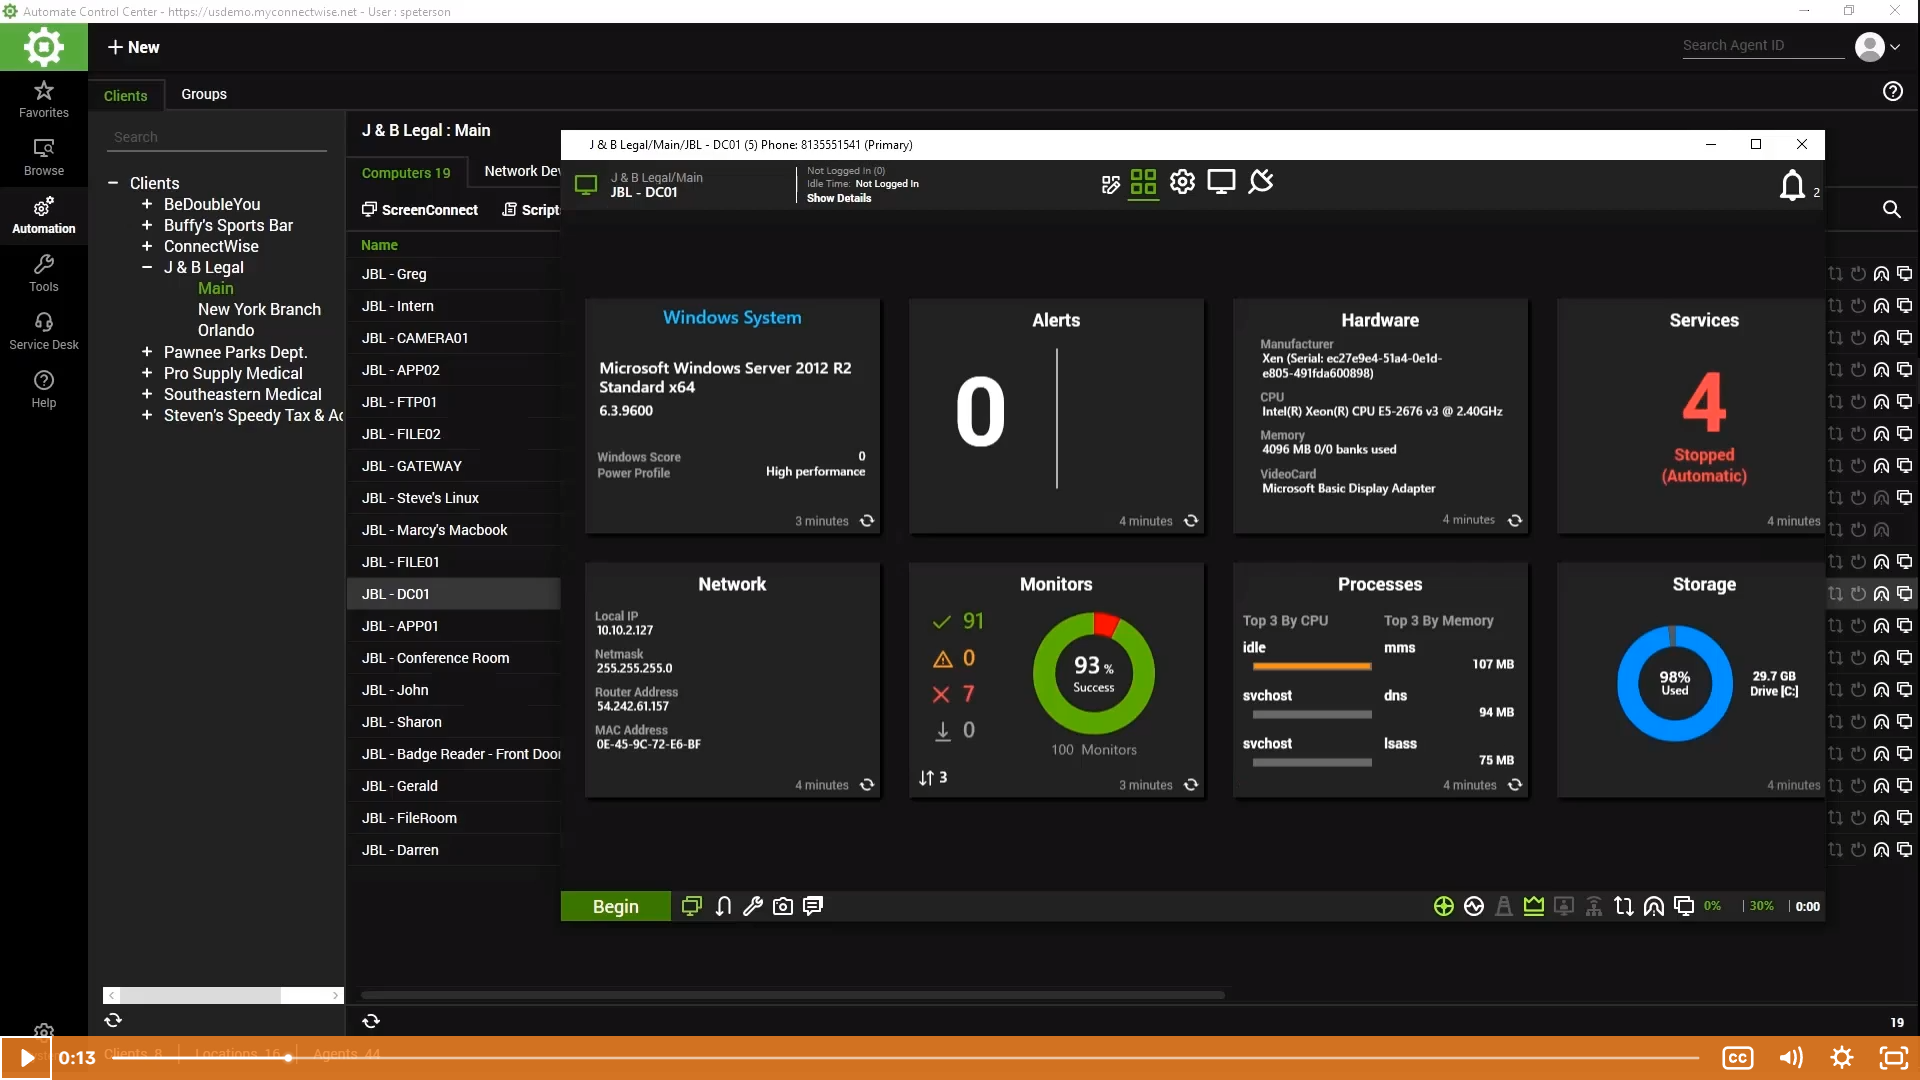 Automate Control Center - https://usdemo.myconnectwise.net - User : speterson
+ New
Search Agent ID
Favorites
Browse
Automation
Tools
Service Desk
Help
Clients
Groups
Search
Clients
BeDoubleYou
Buffy's Sports Bar
ConnectWise
J & B Legal
Main
New York Branch
Orlando
Pawnee Parks Dept.
Pro Supply Medical
Southeastern Medical
Steven's Speedy Tax & Ac
J & B Legal : Main
Computers 19
Network Dev
ScreenConnect
Scripts
Name
JBL - Greg
JBL - Intern
JBL - CAMERA01
JBL - APP02
JBL - FTP01
JBL - FILE02
JBL - GATEWAY
JBL - Steve's Linux
JBL - Marcy's Macbook
JBL - FILE01
JBL - DC01
JBL - APP01
JBL - Conference Room
JBL - John
JBL - Sharon
JBL - Badge Reader - Front Door
JBL - Gerald
JBL - FileRoom
JBL - Darren
J & B Legal/Main/JBL - DC01 (5) Phone: 8135551541 (Primary)
J & B Legal/Main
JBL - DC01
Not Logged In (0)
Idle Time: Not Logged In
Show Details
2
Windows System
Microsoft Windows Server 2012 R2
Standard x64
6.3.9600
Windows Score 0
Power Profile High performance
3 minutes
Alerts
0
4 minutes
Hardware
Manufacturer
Xen (Serial: ec27e9e4-51a4-0e1d-
e805-491fda600898)
CPU
Intel(R) Xeon(R) CPU E5-2676 v3 @ 2.40GHz
Memory
4096 MB 0/0 banks used
VideoCard
Microsoft Basic Display Adapter
4 minutes
Services
4
Stopped
(Automatic)
4 minutes
Network
Local IP
10.10.2.127
Netmask
255.255.255.0
Router Address
54.242.61.157
MAC Address
0E-45-9C-72-E6-BF
4 minutes
Monitors
91
0
7
0
93 %
Success
100 Monitors
3
3 minutes
Processes
Top 3 By CPU
Top 3 By Memory
idle
mms
107 MB
svchost
dns
94 MB
svchost
lsass
75 MB
4 minutes
Storage
98%
Used
29.7 GB
Drive [C:]
4 minutes
Begin
0%
30%
0:00
19
0:13
Clients 8
Locations 16
Agents 44
CC